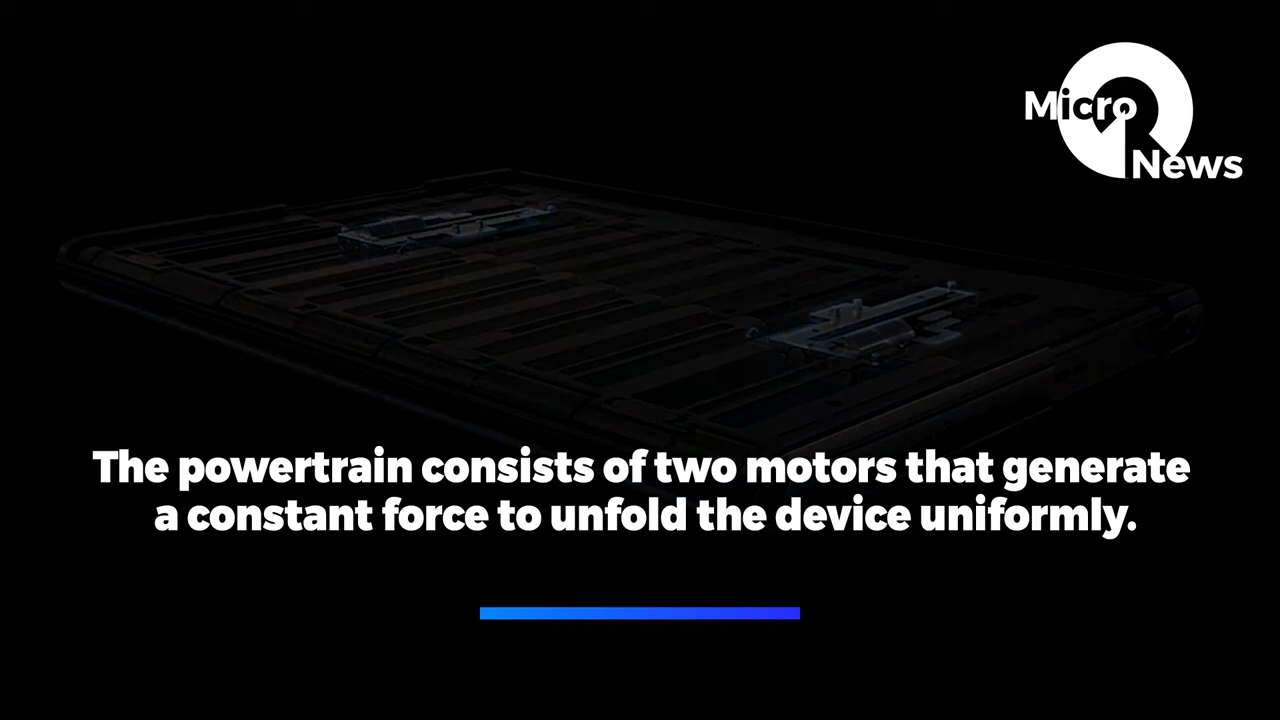 Micro
News
The powertrain consists of two motors that generate
a constant force to unfold the device uniformly.